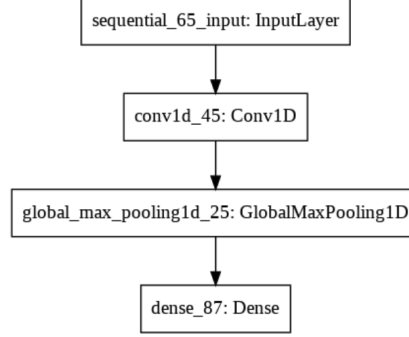 sequential_65_input: InputLayer
conv1d_45: Conv1D
global_max_pooling1d_25: GlobalMaxPooling1D
dense_87: Dense